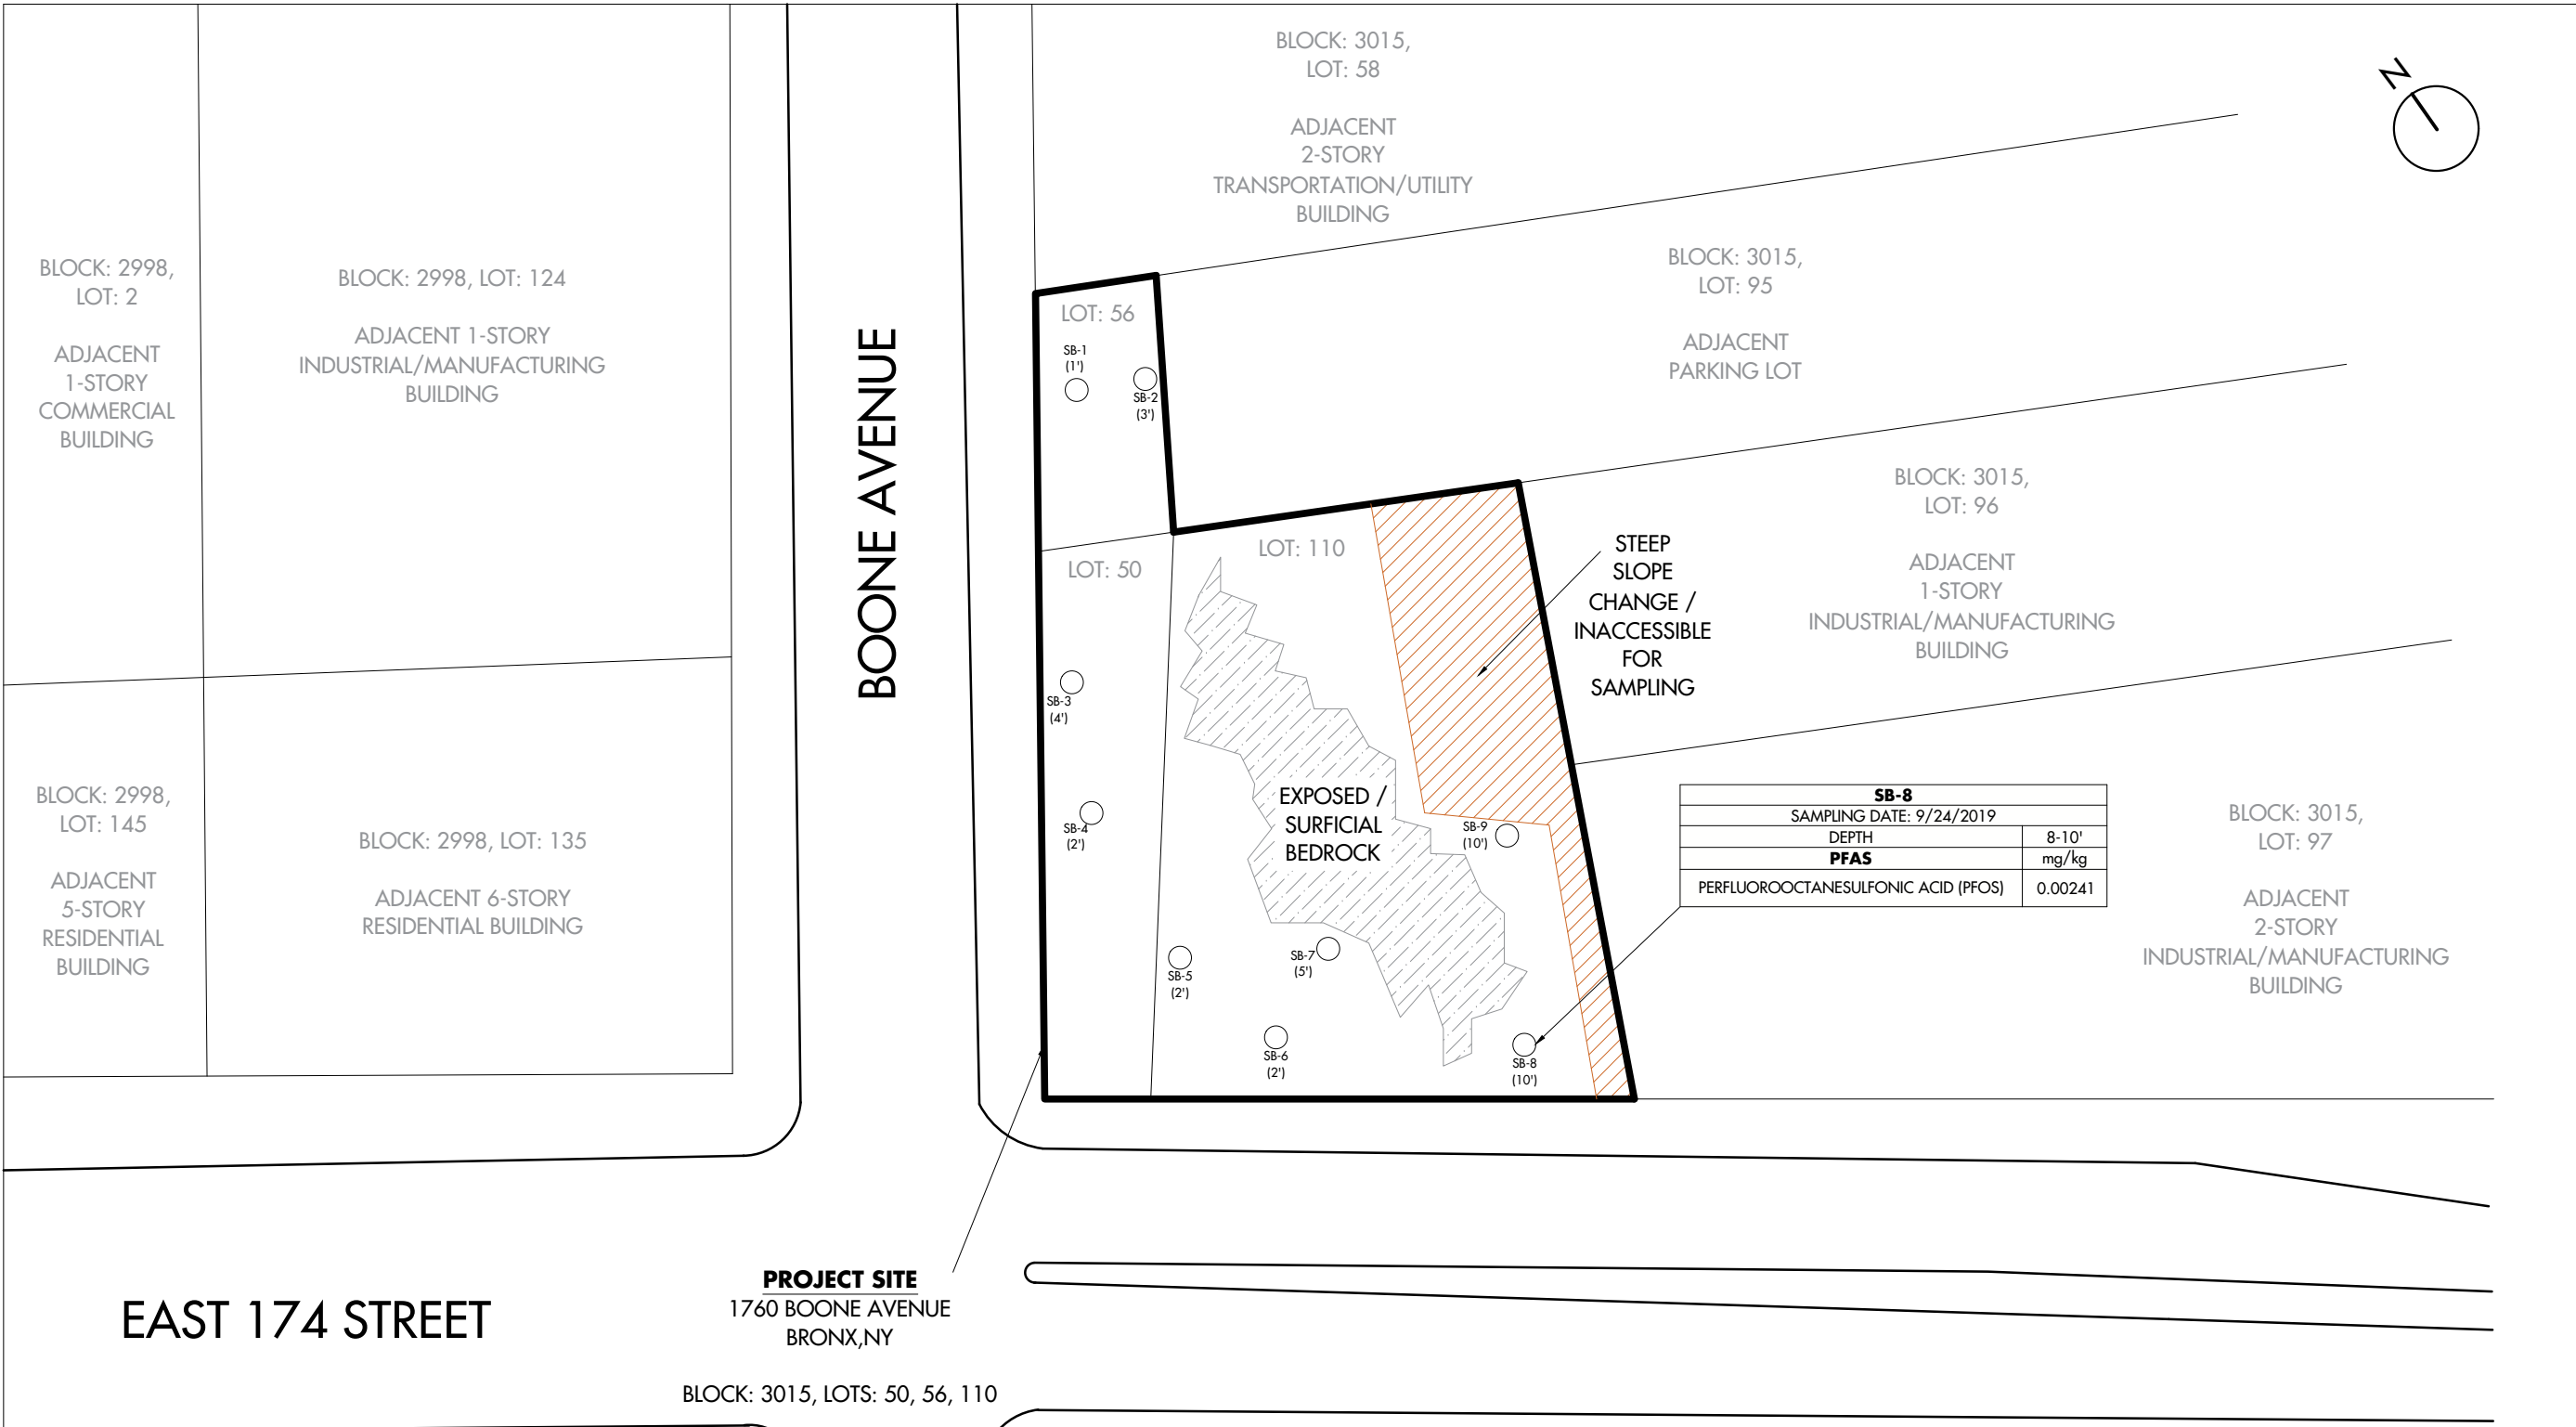 BLOCK: 3015,
LOT: 58
ADJACENT
2-STORY
TRANSPORTATION/UTILITY
BUILDING
N
BLOCK: 2998,
LOT: 2
ADJACENT
1-STORY
COMMERCIAL
BUILDING
BLOCK: 2998, LOT: 124
ADJACENT 1-STORY
INDUSTRIAL/MANUFACTURING
BUILDING
BOONE AVENUE
LOT: 56
SB-1
(1')
SB-2
(3')
BLOCK: 3015,
LOT: 95
ADJACENT
PARKING LOT
BLOCK: 3015,
LOT: 96
ADJACENT
1-STORY
INDUSTRIAL/MANUFACTURING
BUILDING
LOT: 50
LOT: 110
STEEP
SLOPE
CHANGE /
INACCESSIBLE
FOR
SAMPLING
SB-3
(4')
SB-4
(2')
EXPOSED /
SURFICIAL
BEDROCK
SB-9
(10')
SB-8
SAMPLING DATE: 9/24/2019
DEPTH 8-10'
PFAS mg/kg
PERFLUOROOCTANESULFONIC ACID (PFOS) 0.00241
BLOCK: 3015,
LOT: 97
ADJACENT
2-STORY
INDUSTRIAL/MANUFACTURING
BUILDING
BLOCK: 2998,
LOT: 145
ADJACENT
5-STORY
RESIDENTIAL
BUILDING
BLOCK: 2998, LOT: 135
ADJACENT 6-STORY
RESIDENTIAL BUILDING
SB-5
(2')
SB-7
(5')
SB-6
(2')
SB-8
(10')
EAST 174 STREET
PROJECT SITE
1760 BOONE AVENUE
BRONX,NY
BLOCK: 3015, LOTS: 50, 56, 110